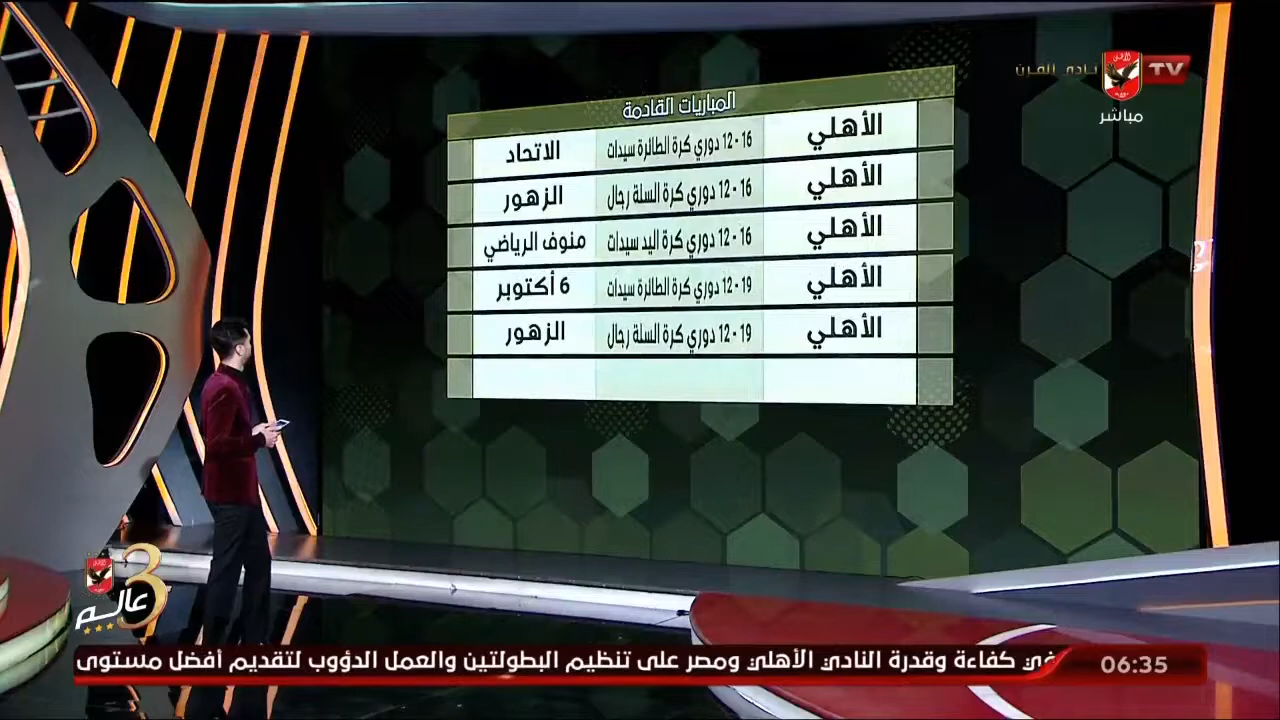 نادي القرن
TV
مباشر
المباريات القادمة
الأهلي 16 - 12 دوري كرة الطائرة سيدات الاتحاد
الأهلي 16 - 12 دوري كرة السلة رجال الزهور
الأهلي 16 - 12 دوري كرة اليد سيدات منوف الرياضي
الأهلي 19 - 12 دوري كرة الطائرة سيدات 6 أكتوبر
الأهلي 19 - 12 دوري كرة السلة رجال الزهور
3
عالم
06:35 في كفاءة وقدرة النادي الأهلي ومصر على تنظيم البطولتين والعمل الدؤوب لتقديم أفضل مستوى